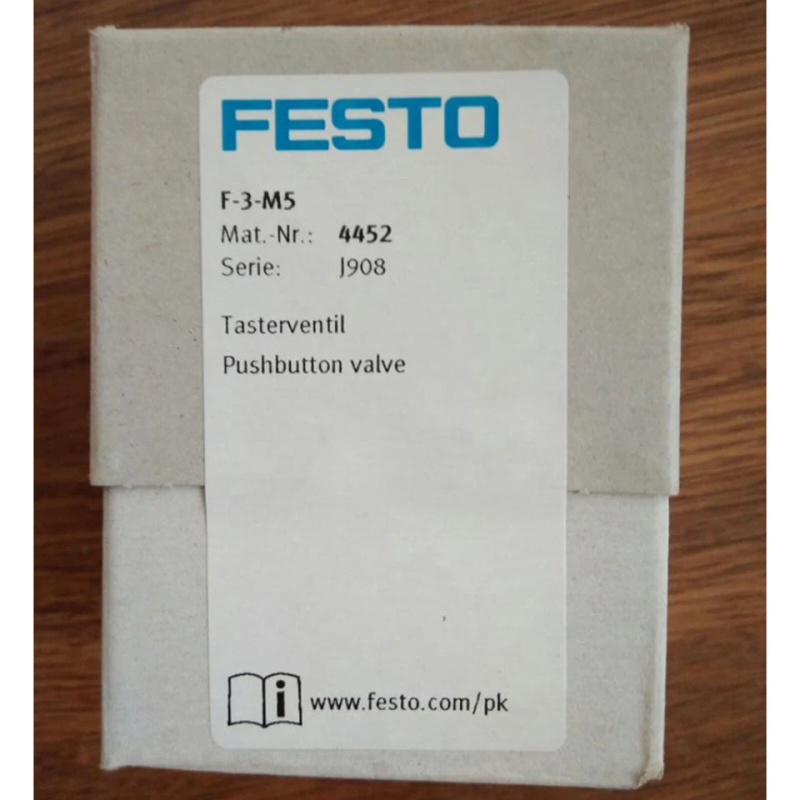 FESTO
F-3-M5
Mat.-Nr.: 4452
Serie: J908
Tasterventil
Pushbutton valve
i www.festo.com/pk